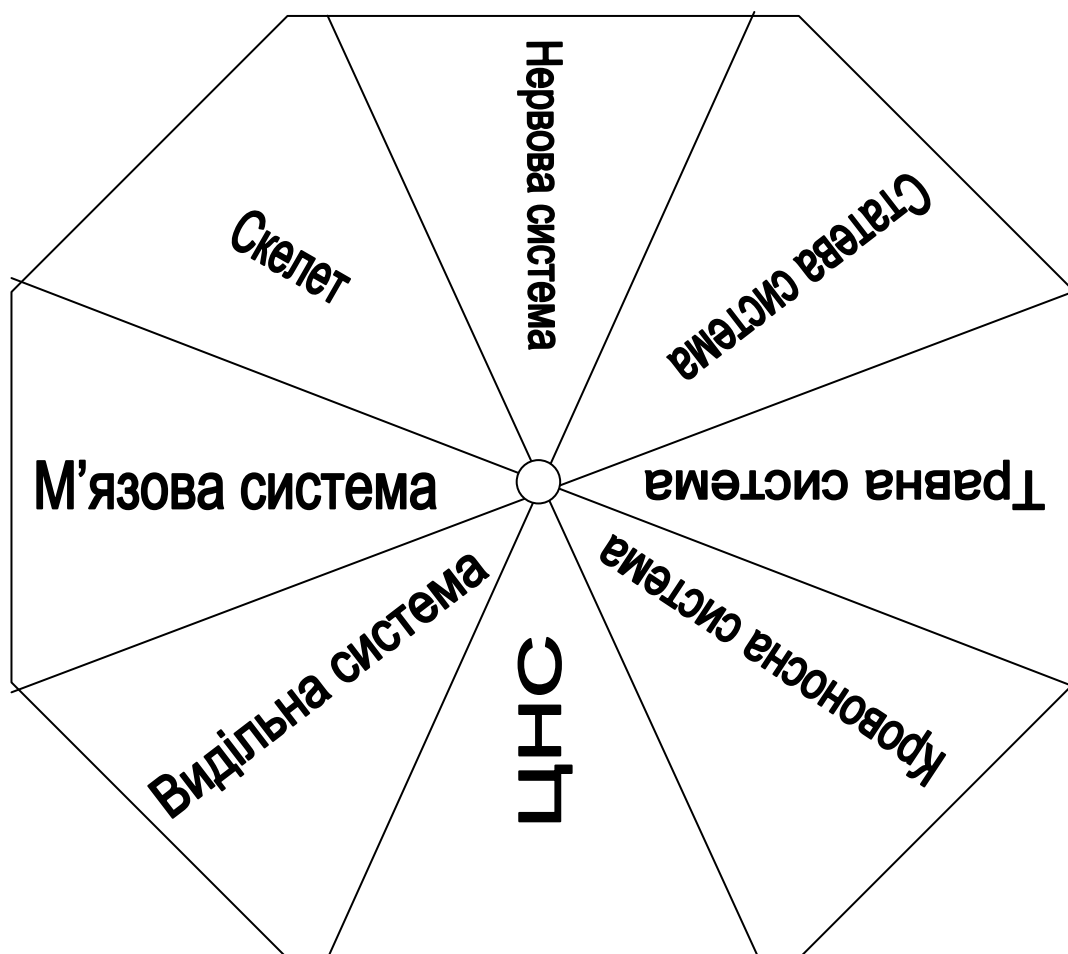 Нервова система
Статева система
Травна система
Кровоносна система
ЦНС
Видільна система
М’язова система
Скелет